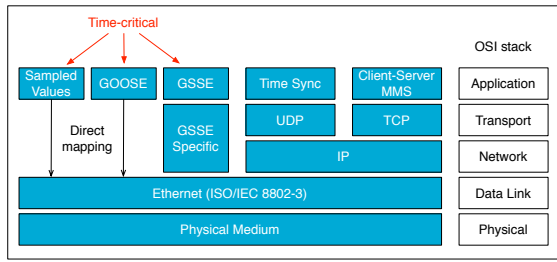 Time-critical
OSI stack
Sampled
Values
GOOSE
GSSE
Time Sync
Client-Server
MMS
Application
Direct
mapping
GSSE
Specific
UDP
TCP
Transport
IP
Network
Ethernet (ISO/IEC 8802-3)
Data Link
Physical Medium
Physical